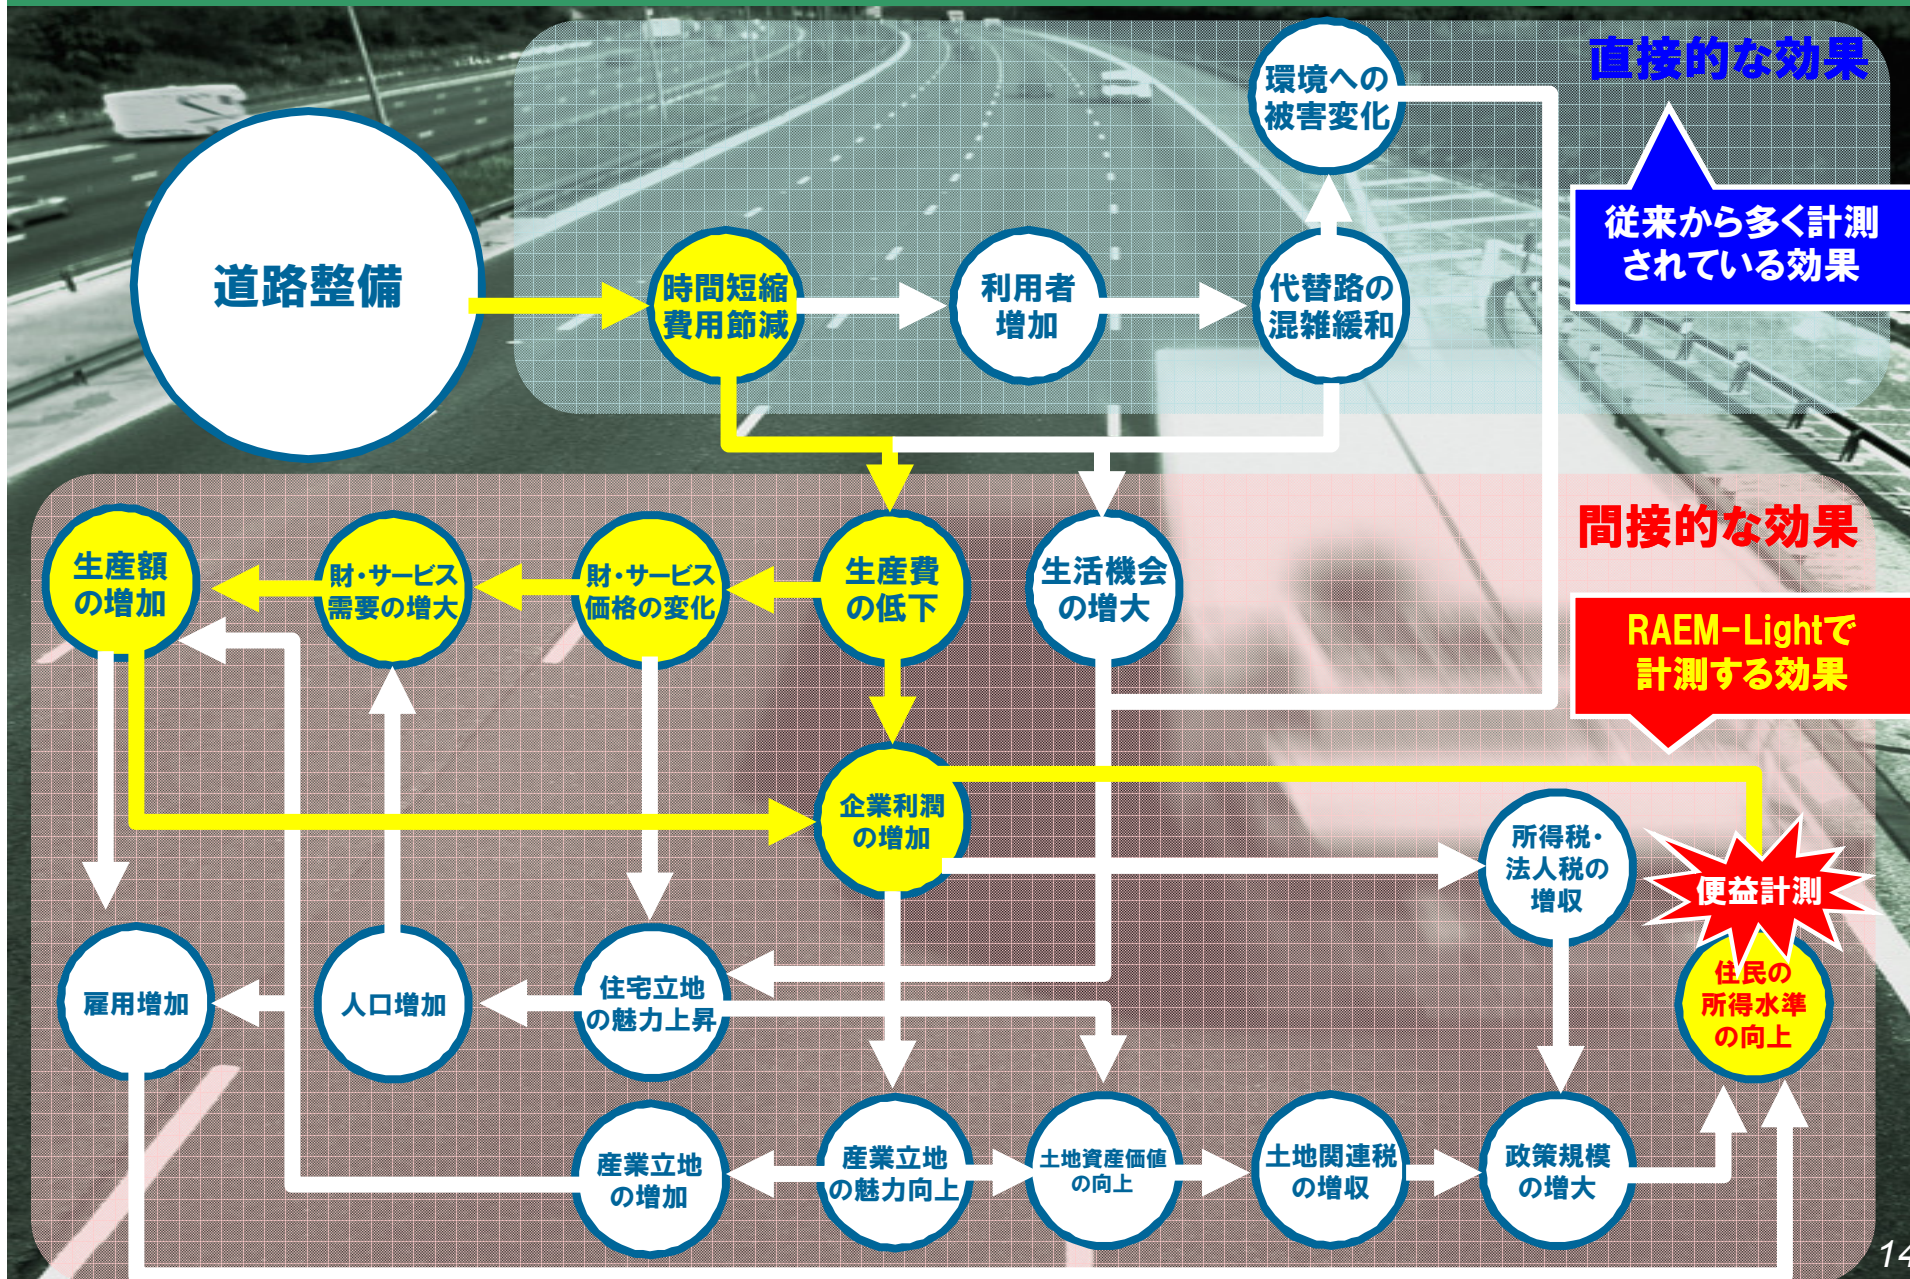 直接的な効果
環境への
被害変化
従来から多く計測
されている効果
道路整備
時間短縮
費用節減
利用者
増加
代替路の
混雑緩和
間接的な効果
生産額
の増加
財・サービス
需要の増大
財・サービス
価格の変化
生産費
の低下
生活機会
の増大
RAEM-Lightで
計測する効果
企業利潤
の増加
所得税・
法人税の
増収
便益計測
雇用増加
人口増加
住宅立地
の魅力上昇
住民の
所得水準
の向上
産業立地
の増加
産業立地
の魅力向上
土地資産価値
の向上
土地関連税
の増収
政策規模
の増大
14